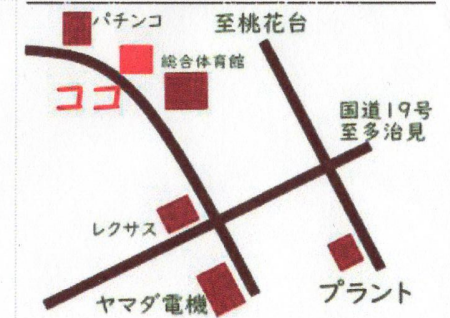 パチンコ
至桃花台
総合体育館
ココ
国道19号
至多治見
レクサス
ヤマダ電機
プラント